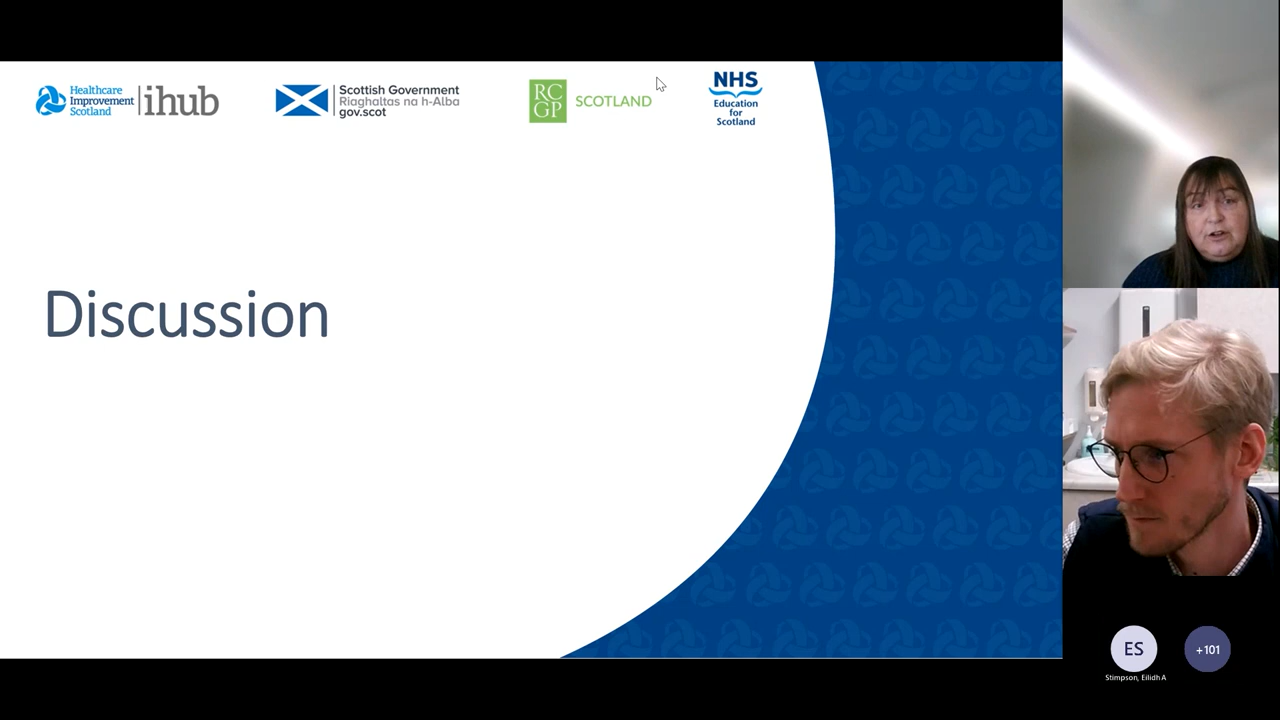 Healthcare
Improvement
Scotland
ihub
Scottish Government
Riaghaltas na h-Alba
gov.scot
RC
GP
SCOTLAND
NHS
Education
for
Scotland
Discussion
ES
+101
Stimpson, Eilidh A